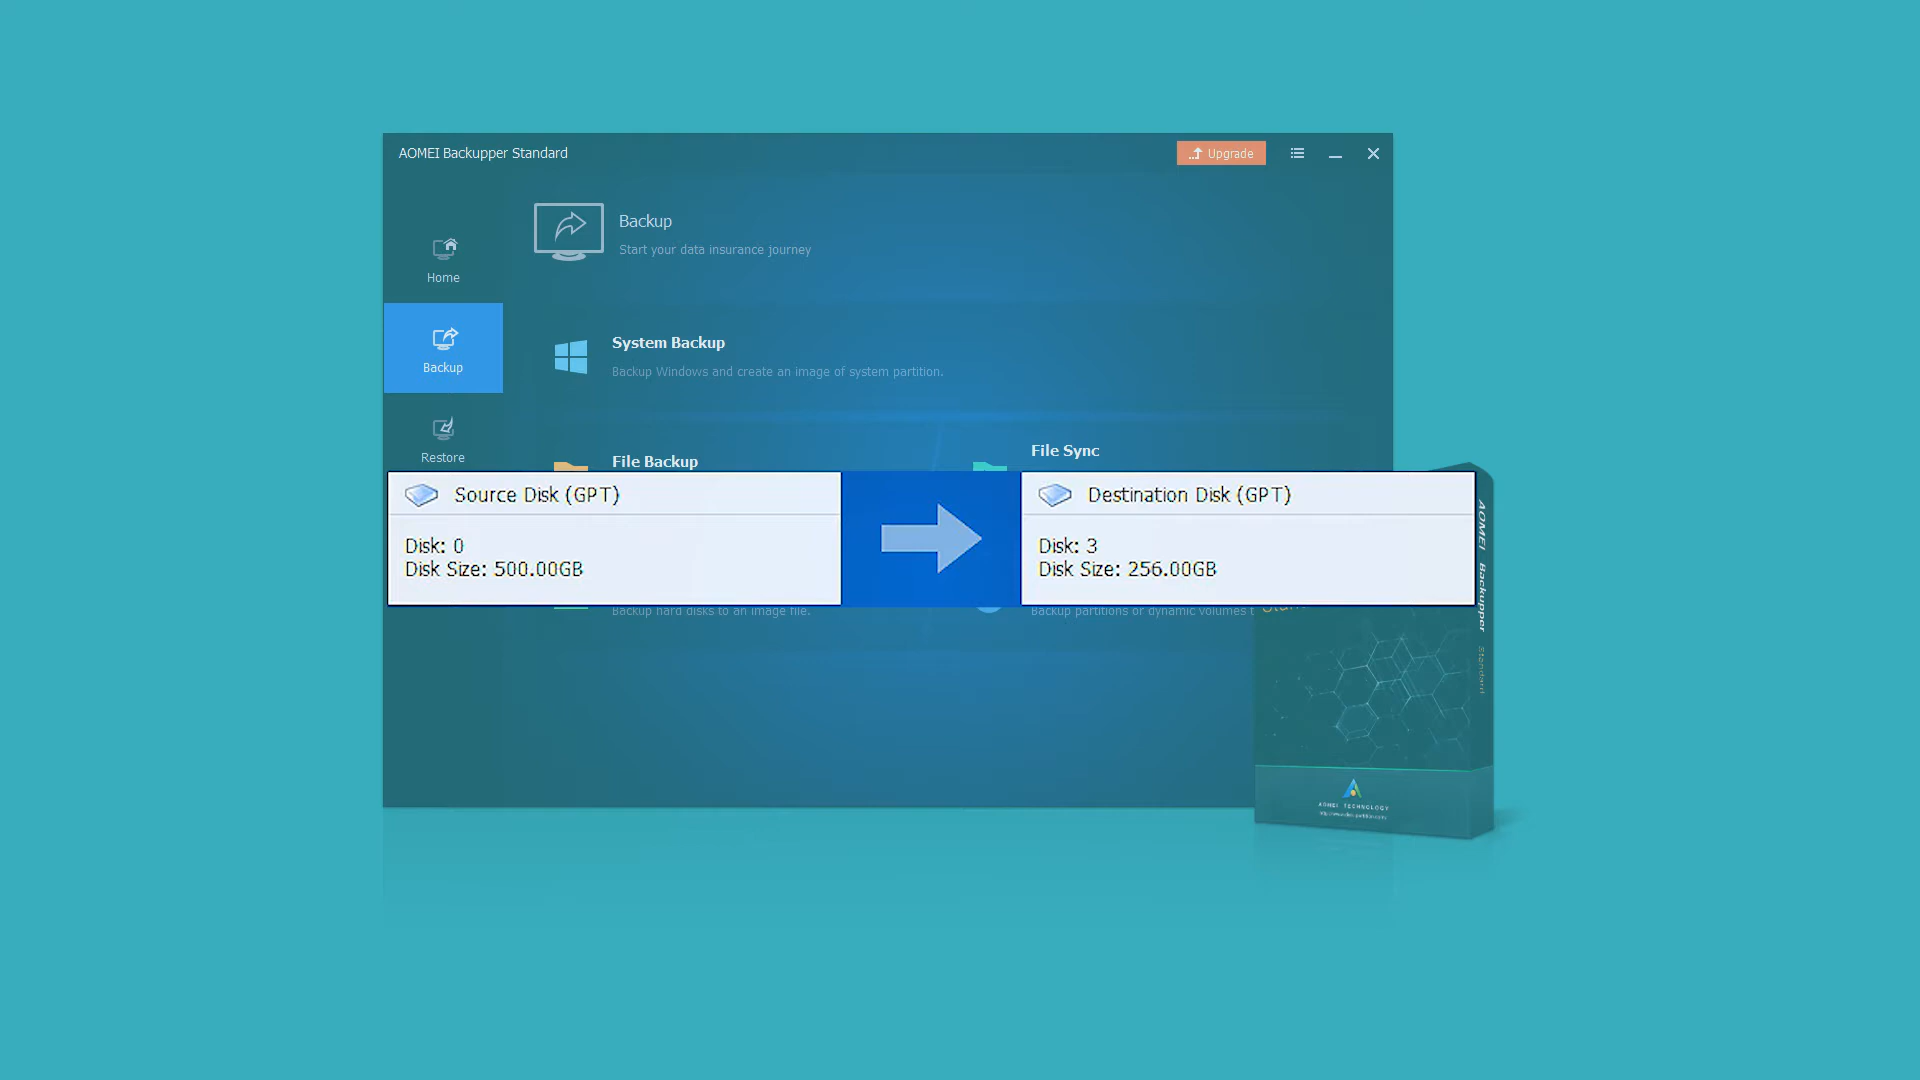 AOMEI Backupper Standard
Upgrade
Backup
Start your data insurance journey
Home
System Backup
Backup Windows and create an image of system partition.
Backup
Restore
File Backup
File Sync
Source Disk (GPT)
Disk: 0
Disk Size: 500.00GB
Destination Disk (GPT)
Disk: 3
Disk Size: 256.00GB
Backup hard disks to an image file.
Backup partitions or dynamic volumes t
AOMEI Backupper Standard
AOMEI TECHNOLOGY